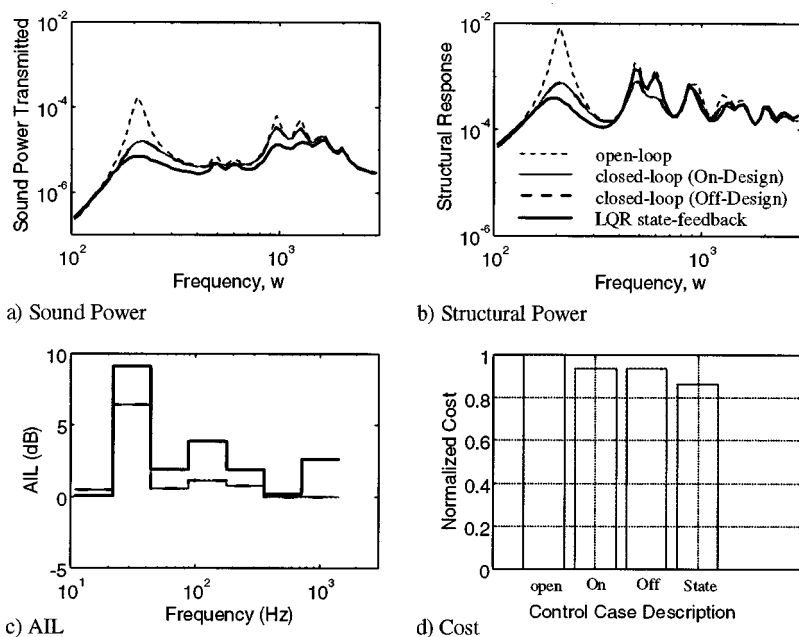 10^-2
10^-4
10^-6
Sound Power Transmitted
10^2
10^3
Frequency, w
a) Sound Power
10^-2
10^-4
10^-6
Structural Response
open-loop
closed-loop (On-Design)
closed-loop (Off-Design)
LQR state-feedback
10^2
10^3
Frequency, w
b) Structural Power
10
5
0
-5
AIL (dB)
10^1
10^2
10^3
Frequency (Hz)
c) AIL
1
0.8
0.6
0.4
0.2
0
Normalized Cost
open On Off State
Control Case Description
d) Cost